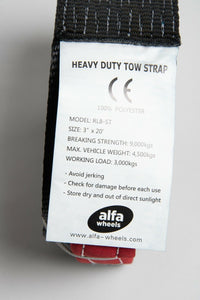 HEAVY DUTY TOW STRAP
CE
100% POLYESTER
MODEL: RLB-ST
SIZE: 3" x 20'
BREAKING STRENGTH: 9,000kgs
MAX. VEHICLE WEIGHT: 4,500kgs
WORKING LOAD: 3,000kgs
- Avoid jerking
- Check for damage before each use
- Store dry and out of direct sunlight
alfa
wheels
www.alfa-wheels.com